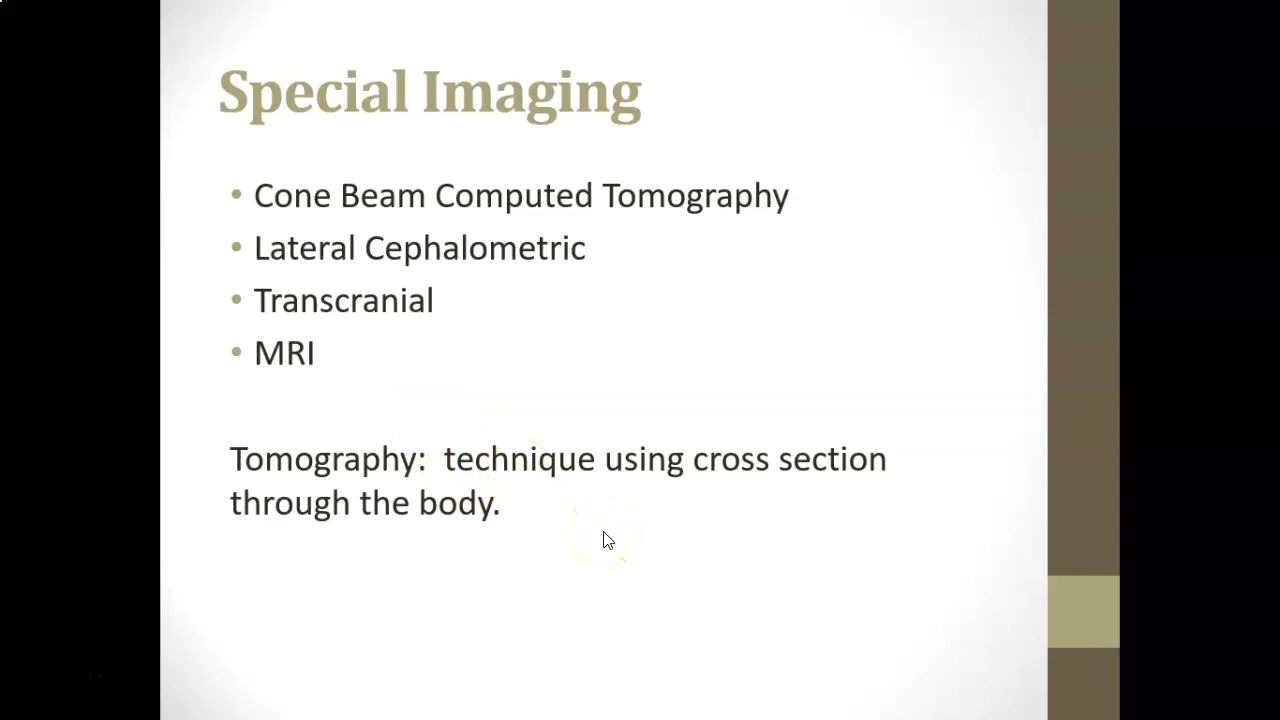 Special Imaging
• Cone Beam Computed Tomography
• Lateral Cephalometric
• Transcranial
• MRI
Tomography:  technique using cross section
through the body.